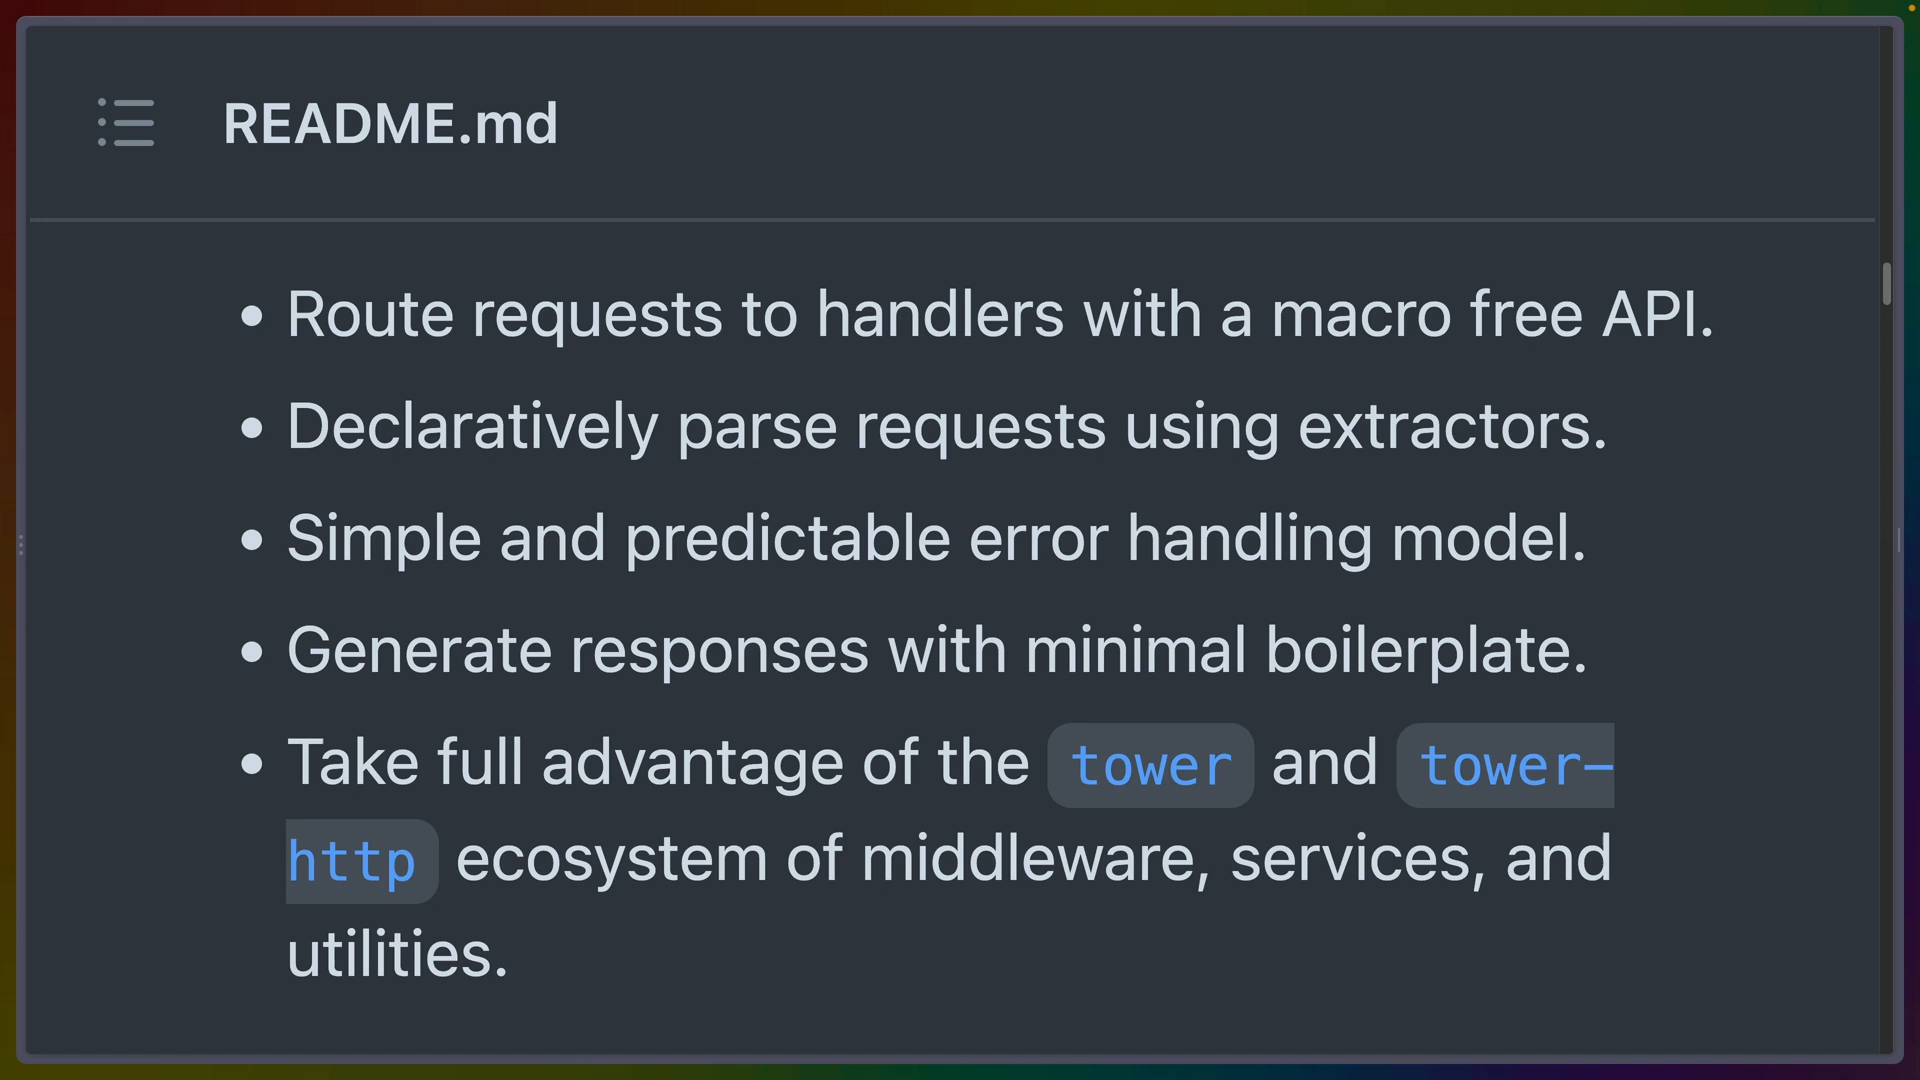 README.md
• Route requests to handlers with a macro free API.
• Declaratively parse requests using extractors.
• Simple and predictable error handling model.
• Generate responses with minimal boilerplate.
• Take full advantage of the tower and tower-
http ecosystem of middleware, services, and
utilities.